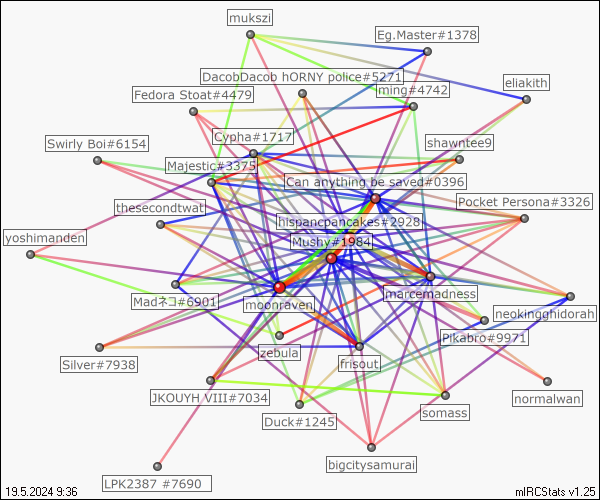 mukszi
Eg.Master#1378
DacobDacob hORNY police#5271
ming#4742
eliakith
Fedora Stoat#4479
Cypha#1717
shawntee9
Swirly Boi#6154
Majestic#3375
Can anything be saved#0396
Pocket Persona#3326
thesecondtwat
hispancpancakes#2928
yoshimanden
Mushy#1984
Madネコ#6901
moonraven
marcemadness
neokingghidorah
zebula
Pikabro#9971
Silver#7938
frisout
JKOUYH VIII#7034
normalwan
Duck#1245
somass
bigcitysamurai
LPK2387 #7690
19.5.2024 9:36
mIRCStats v1.25